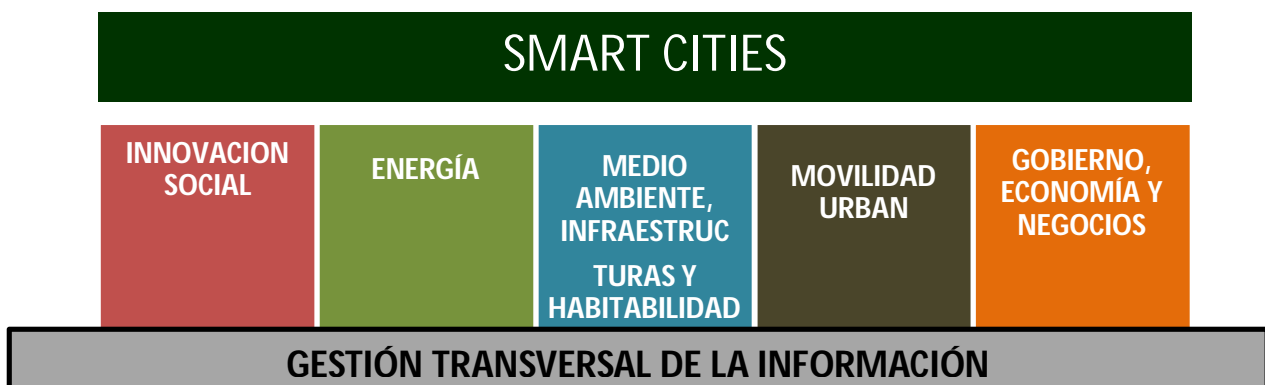 SMART CITIES
INNOVACION
SOCIAL
ENERGÍA
MEDIO
AMBIENTE,
INFRAESTRUC
TURAS Y
HABITABILIDAD
MOVILIDAD
URBAN
GOBIERNO,
ECONOMÍA Y
NEGOCIOS
GESTIÓN TRANSVERSAL DE LA INFORMACIÓN